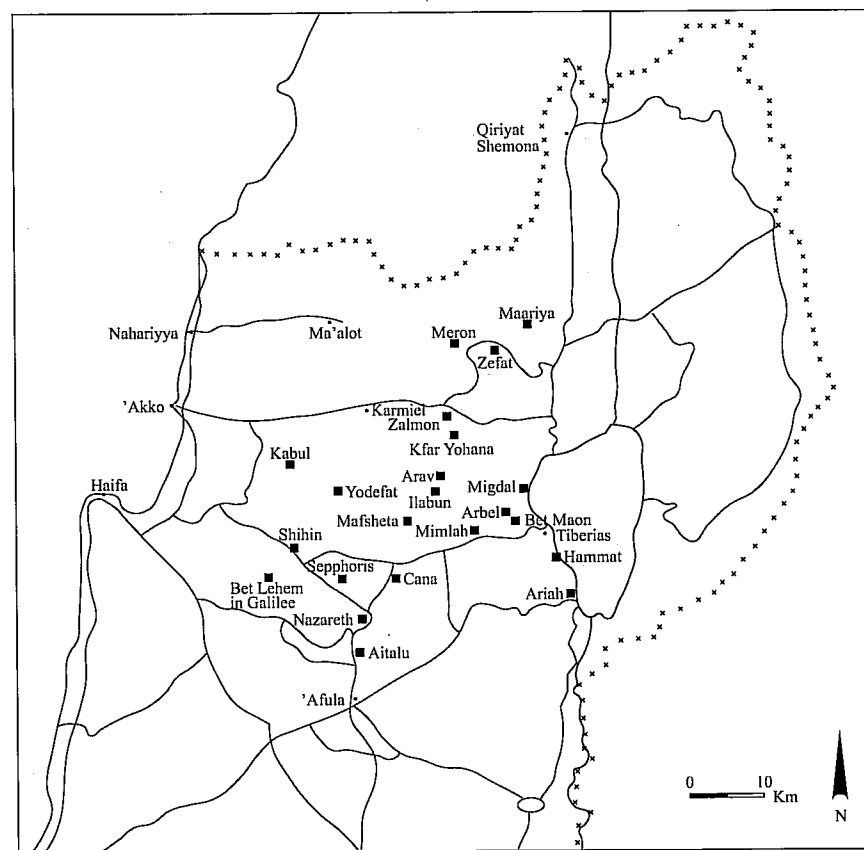 Qiriyat
Shemona
Maariya
Nahariyya
Ma'alot
Meron
Zefat
'Akko
Karmiel
Zalmon
Kfar Yohana
Kabul
Haifa
Arav
Yodefat
Ilabun
Migdal
Arbel
Mafsheta
Mimlah
Bet Maon
Tiberias
Shihin
Hammat
Sepphoris
Cana
Bet Lehem
in Galilee
Ariah
Nazareth
Aitalu
'Afula
0 10
Km
N